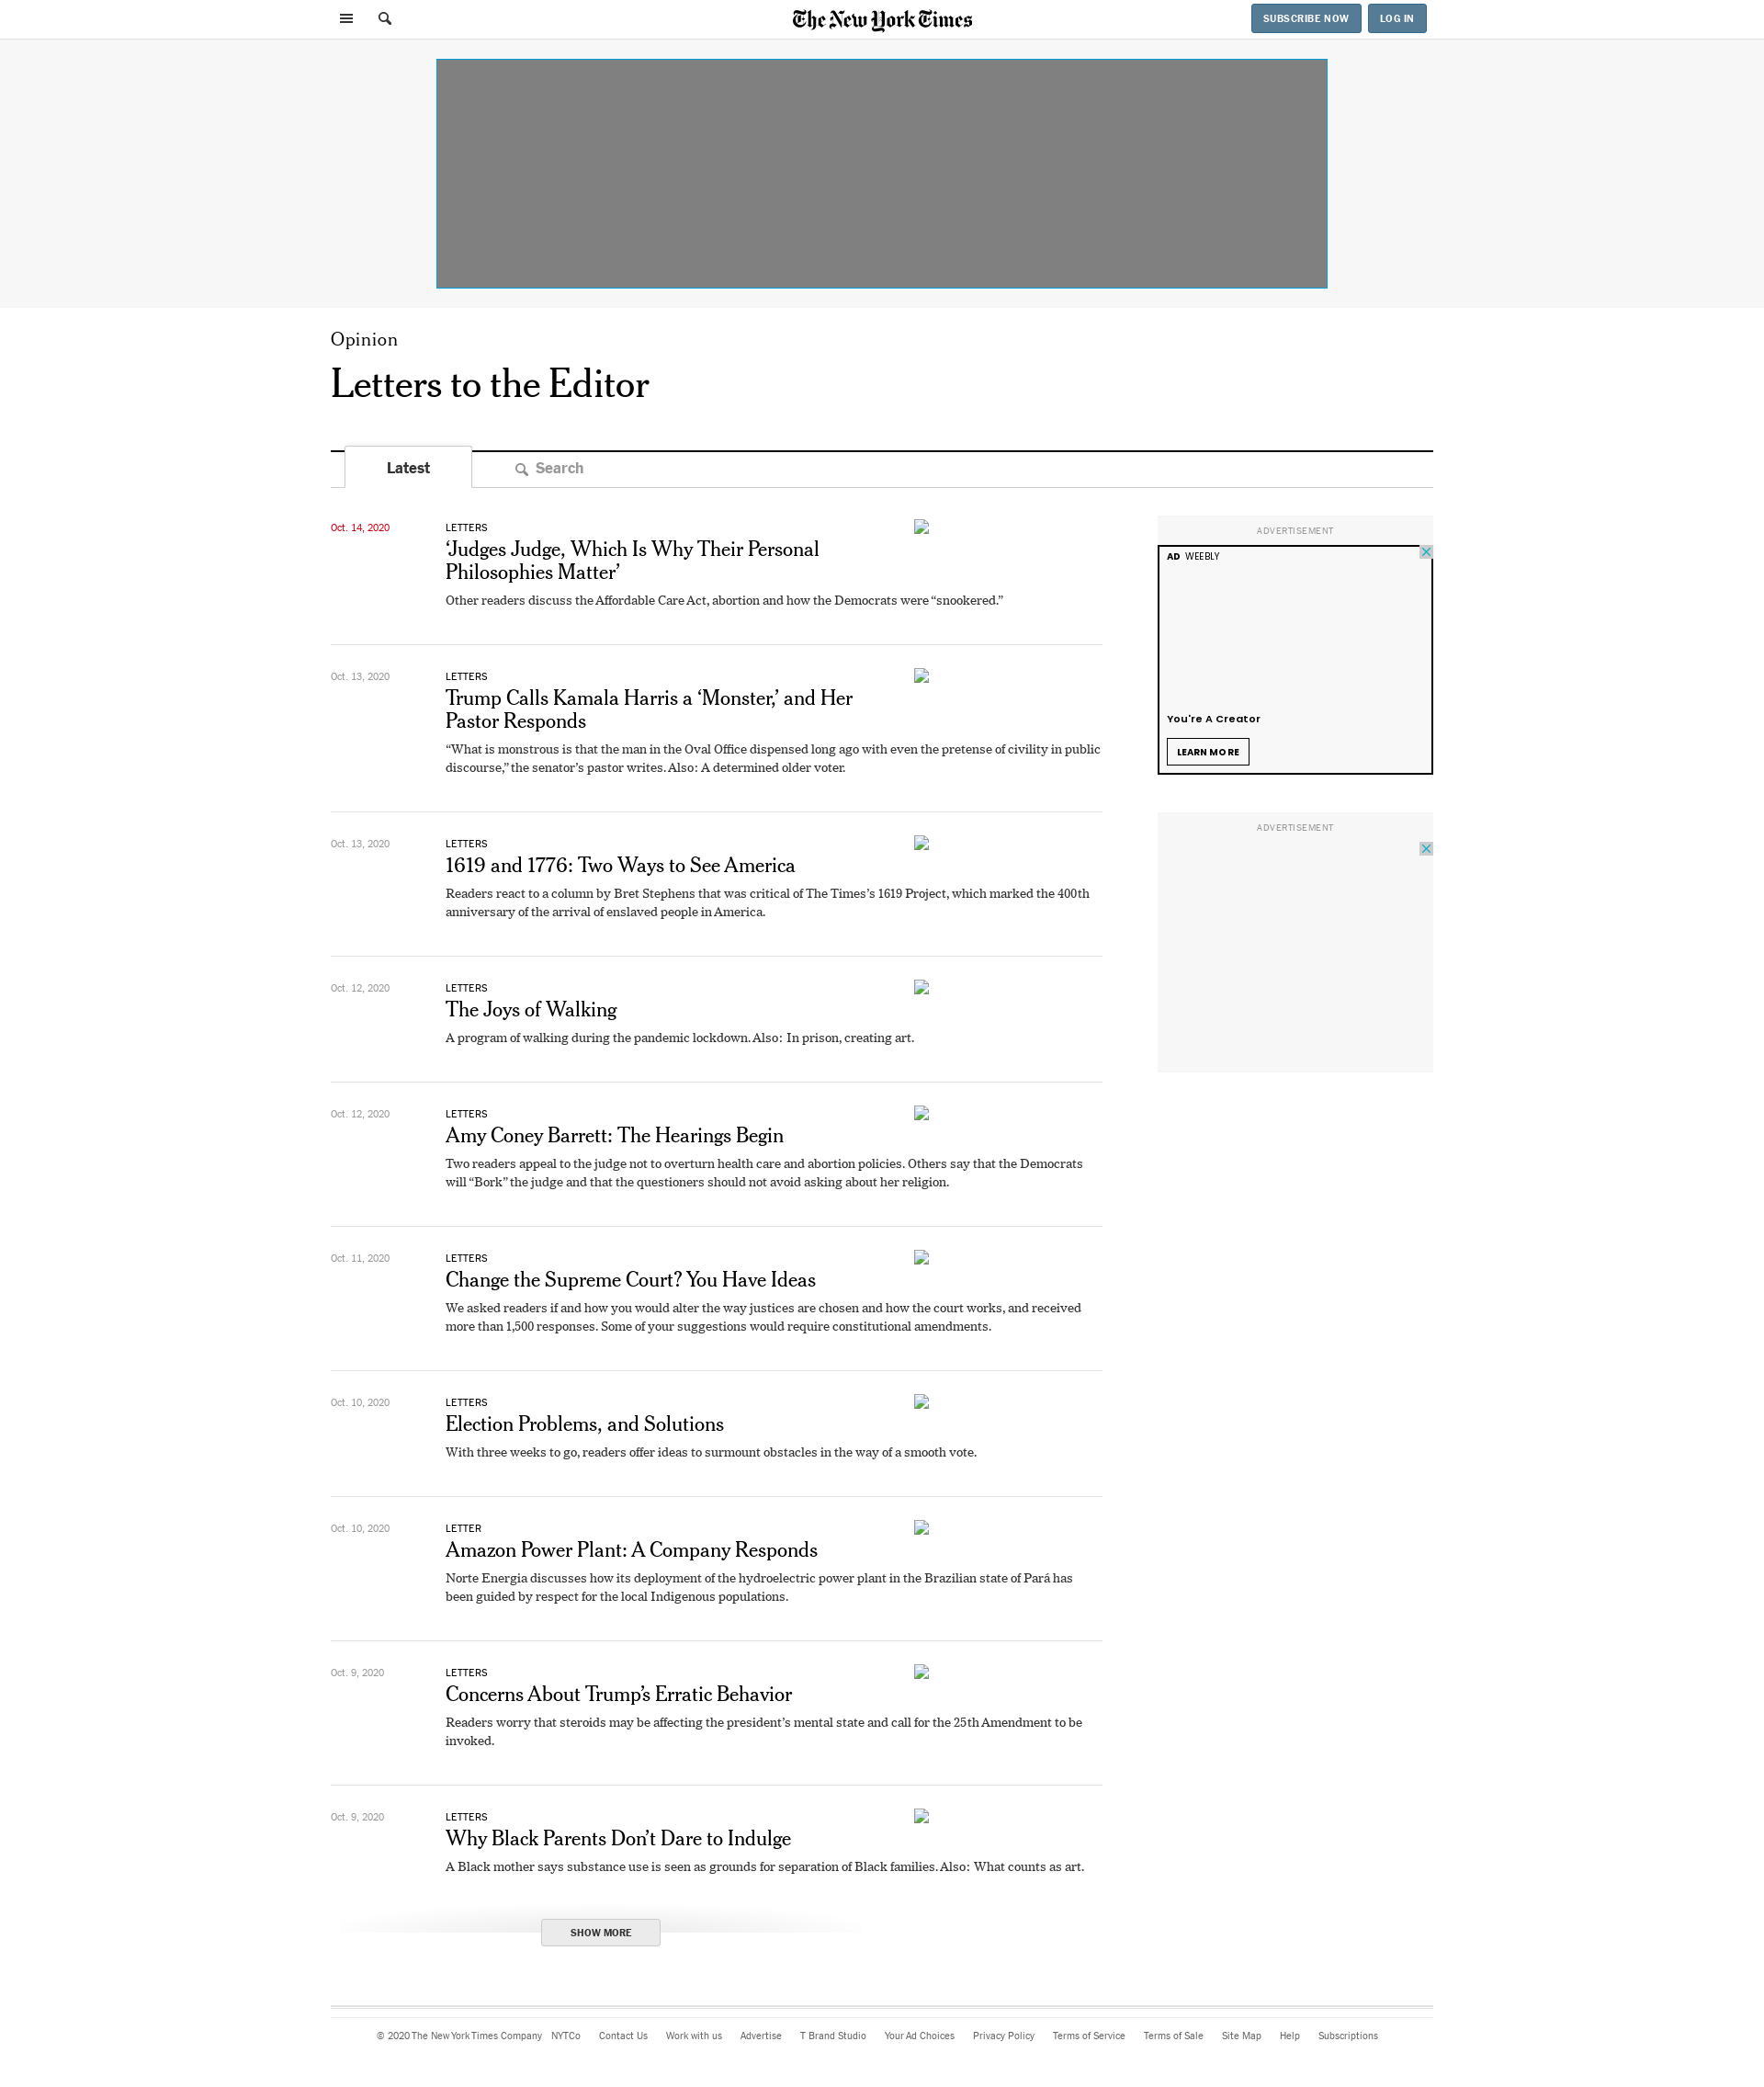 The New York Times
SUBSCRIBE NOW
LOG IN
Opinion
Letters to the Editor
Latest
Search
Oct. 14, 2020
LETTERS
‘Judges Judge, Which Is Why Their Personal
Philosophies Matter’
Other readers discuss the Affordable Care Act, abortion and how the Democrats were “snookered.”
Oct. 13, 2020
LETTERS
Trump Calls Kamala Harris a ‘Monster,’ and Her
Pastor Responds
“What is monstrous is that the man in the Oval Office dispensed long ago with even the pretense of civility in public
discourse,” the senator’s pastor writes. Also: A determined older voter.
Oct. 13, 2020
LETTERS
1619 and 1776: Two Ways to See America
Readers react to a column by Bret Stephens that was critical of The Times’s 1619 Project, which marked the 400th
anniversary of the arrival of enslaved people in America.
Oct. 12, 2020
LETTERS
The Joys of Walking
A program of walking during the pandemic lockdown. Also: In prison, creating art.
Oct. 12, 2020
LETTERS
Amy Coney Barrett: The Hearings Begin
Two readers appeal to the judge not to overturn health care and abortion policies. Others say that the Democrats
will “Bork” the judge and that the questioners should not avoid asking about her religion.
Oct. 11, 2020
LETTERS
Change the Supreme Court? You Have Ideas
We asked readers if and how you would alter the way justices are chosen and how the court works, and received
more than 1,500 responses. Some of your suggestions would require constitutional amendments.
Oct. 10, 2020
LETTERS
Election Problems, and Solutions
With three weeks to go, readers offer ideas to surmount obstacles in the way of a smooth vote.
Oct. 10, 2020
LETTER
Amazon Power Plant: A Company Responds
Norte Energia discusses how its deployment of the hydroelectric power plant in the Brazilian state of Pará has
been guided by respect for the local Indigenous populations.
Oct. 9, 2020
LETTERS
Concerns About Trump’s Erratic Behavior
Readers worry that steroids may be affecting the president’s mental state and call for the 25th Amendment to be
invoked.
Oct. 9, 2020
LETTERS
Why Black Parents Don’t Dare to Indulge
A Black mother says substance use is seen as grounds for separation of Black families. Also: What counts as art.
SHOW MORE
ADVERTISEMENT
AD WEEBLY
You're A Creator
LEARN MORE
ADVERTISEMENT
© 2020 The New York Times Company NYTCo Contact Us Work with us Advertise T Brand Studio Your Ad Choices Privacy Policy Terms of Service Terms of Sale Site Map Help Subscriptions